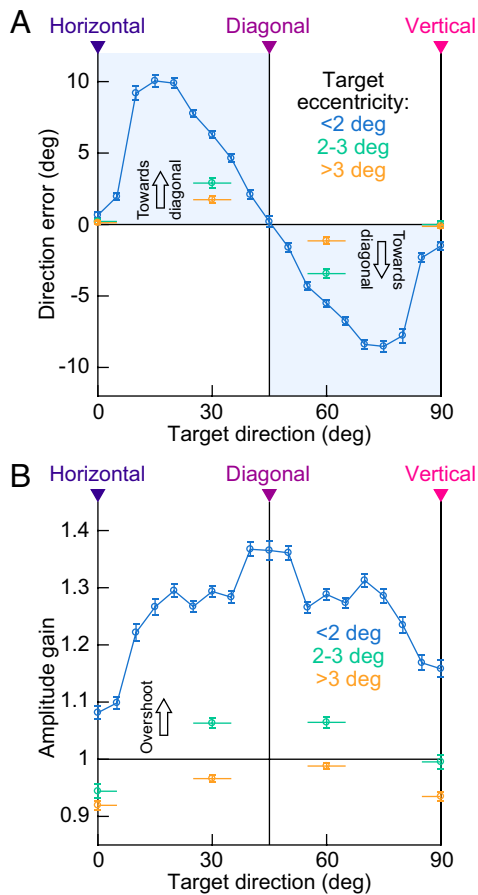 A
Horizontal
Diagonal
Vertical
Direction error (deg)
10
5
0
-5
-10
Towards
diagonal
Target
eccentricity:
<2 deg
2-3 deg
>3 deg
Towards
diagonal
0
30
60
90
Target direction (deg)
B
Horizontal
Diagonal
Vertical
Amplitude gain
1.4
1.3
1.2
1.1
1
0.9
Overshoot
<2 deg
2-3 deg
>3 deg
0
30
60
90
Target direction (deg)